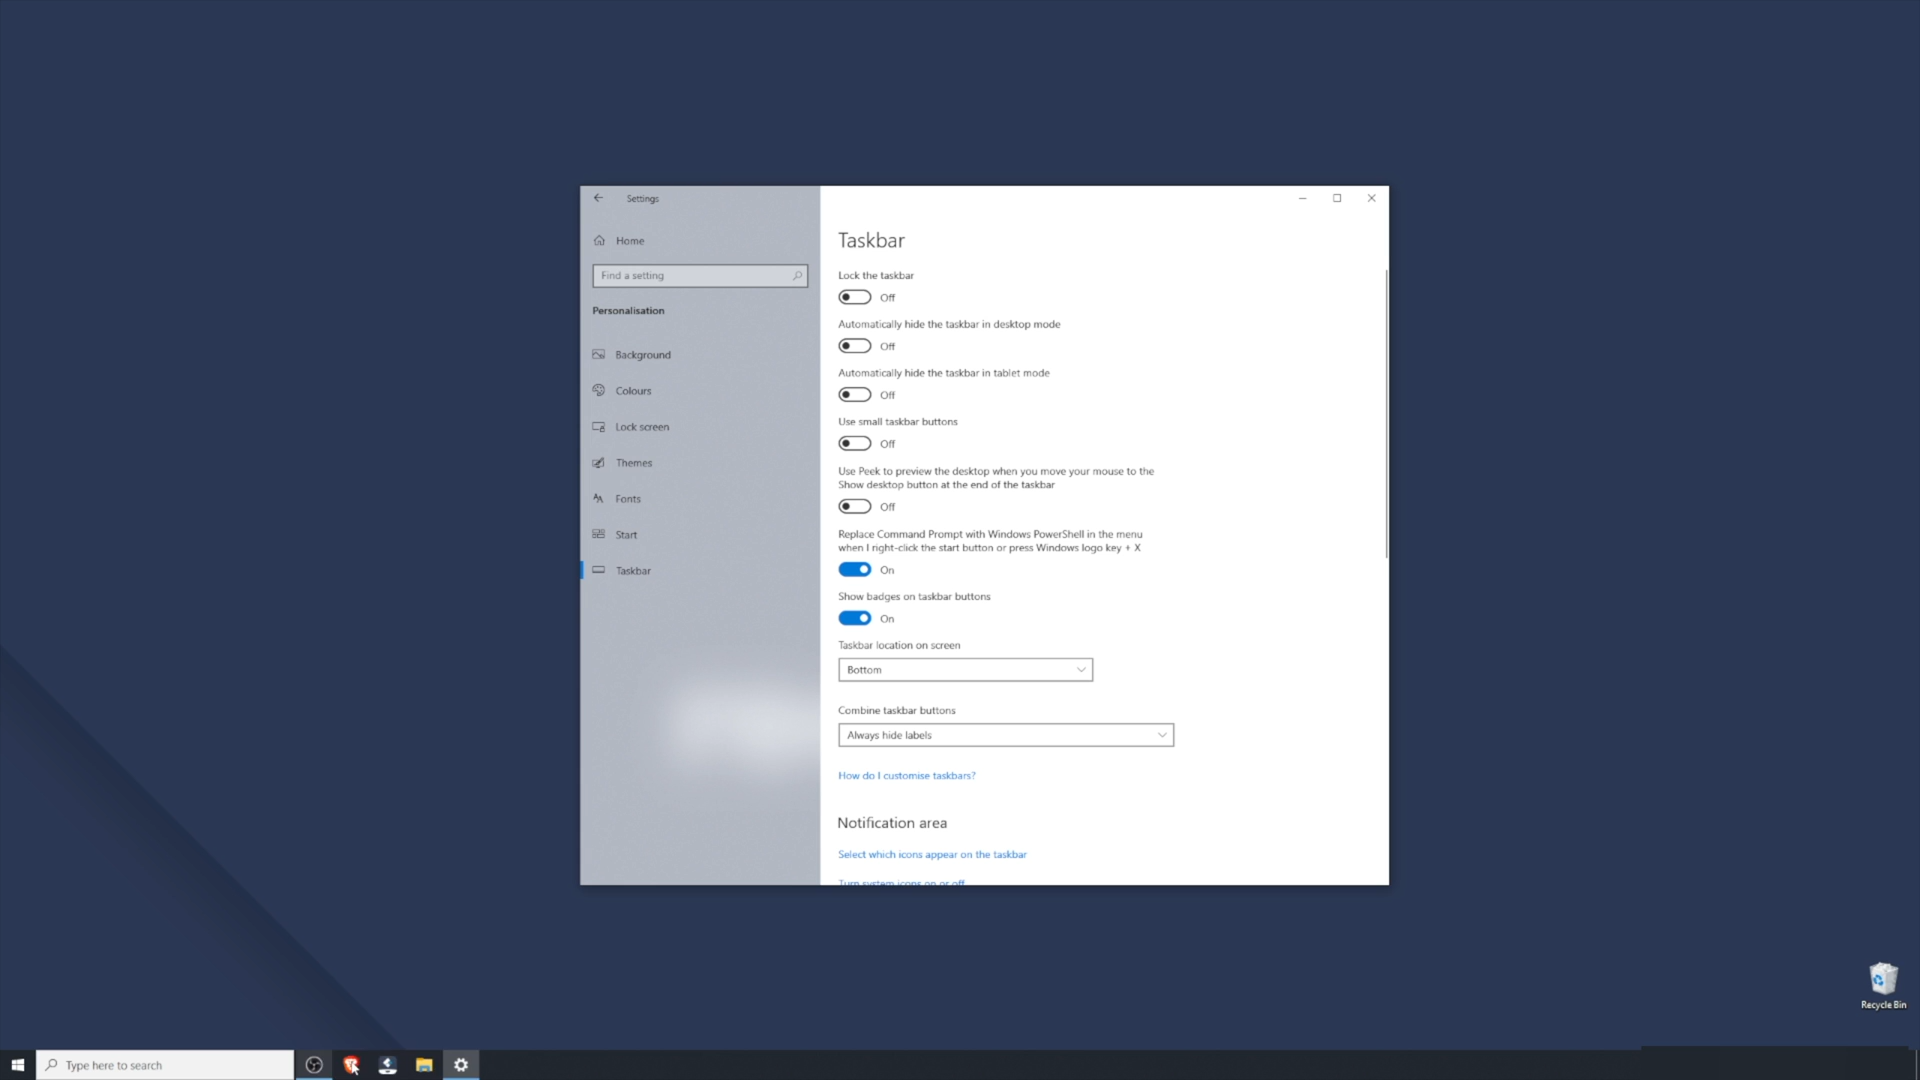 Settings
Home
Find a setting
Personalisation
Background
Colours
Lock screen
Themes
Fonts
Start
Taskbar
Taskbar
Lock the taskbar
Off
Automatically hide the taskbar in desktop mode
Off
Automatically hide the taskbar in tablet mode
Off
Use small taskbar buttons
Off
Use Peek to preview the desktop when you move your mouse to the
Show desktop button at the end of the taskbar
Off
Replace Command Prompt with Windows PowerShell in the menu
when I right-click the start button or press Windows logo key + X
On
Show badges on taskbar buttons
On
Taskbar location on screen
Bottom
Combine taskbar buttons
Always hide labels
How do I customise taskbars?
Notification area
Select which icons appear on the taskbar
Turn system icons on or off
Recycle Bin
Type here to search